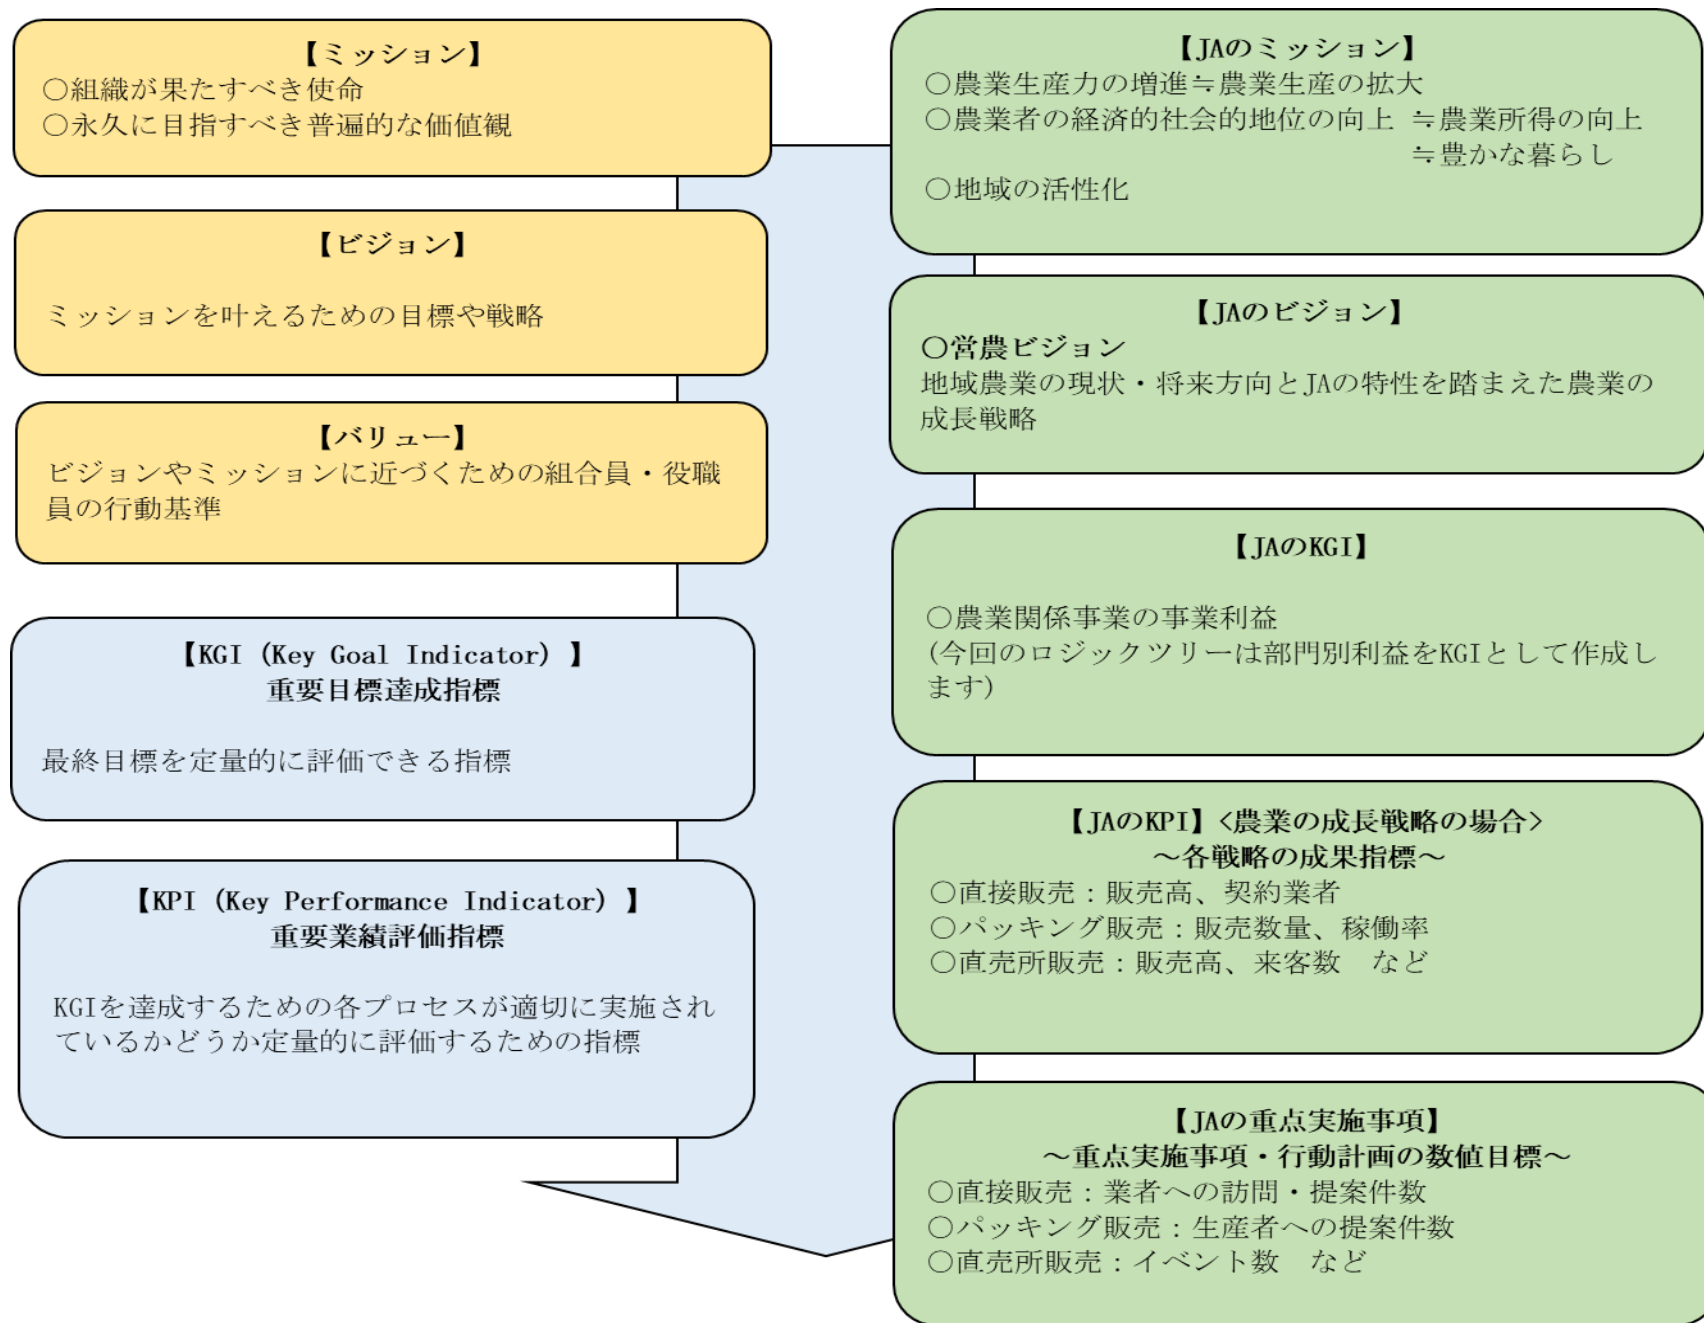 【ミッション】
○組織が果たすべき使命
○永久に目指すべき普遍的な価値観
【ビジョン】
ミッションを叶えるための目標や戦略
【バリュー】
ビジョンやミッションに近づくための組合員・役職
員の行動基準
【KGI (Key Goal Indicator) 】
重要目標達成指標
最終目標を定量的に評価できる指標
【KPI (Key Performance Indicator) 】
重要業績評価指標
KGIを達成するための各プロセスが適切に実施され
ているかどうか定量的に評価するための指標
【JAのミッション】
○農業生産力の増進≒農業生産の拡大
○農業者の経済的社会的地位の向上 ≒農業所得の向上
≒豊かな暮らし
○地域の活性化
【JAのビジョン】
○営農ビジョン
地域農業の現状・将来方向とJAの特性を踏まえた農業の
成長戦略
【JAのKGI】
○農業関係事業の事業利益
(今回のロジックツリーは部門別利益をKGIとして作成し
ます)
【JAのKPI】<農業の成長戦略の場合>
～各戦略の成果指標～
○直接販売：販売高、契約業者
○パッキング販売：販売数量、稼働率
○直売所販売：販売高、来客数　など
【JAの重点実施事項】
～重点実施事項・行動計画の数値目標～
○直接販売：業者への訪問・提案件数
○パッキング販売：生産者への提案件数
○直売所販売：イベント数　など